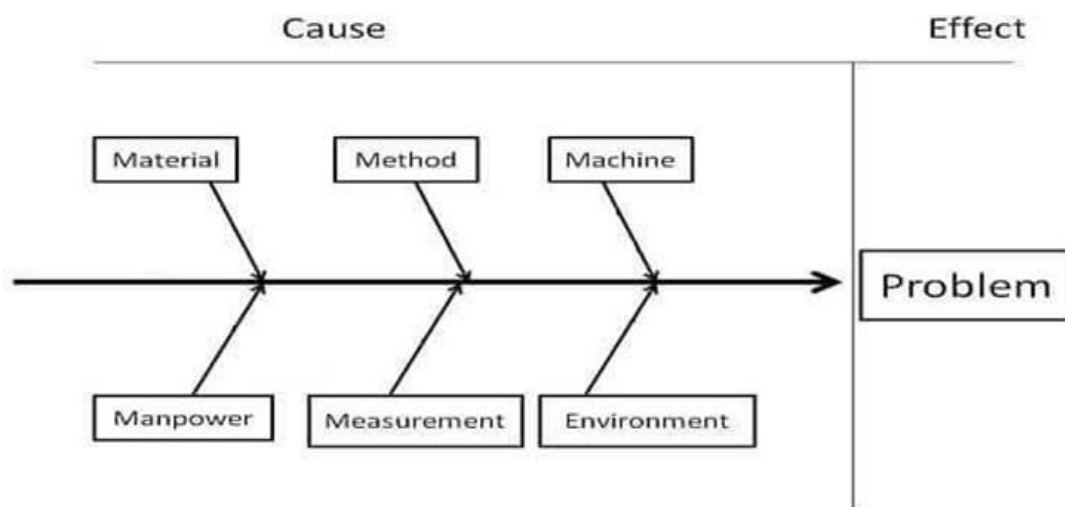 Cause
Effect
Material
Method
Machine
Problem
Manpower
Measurement
Environment